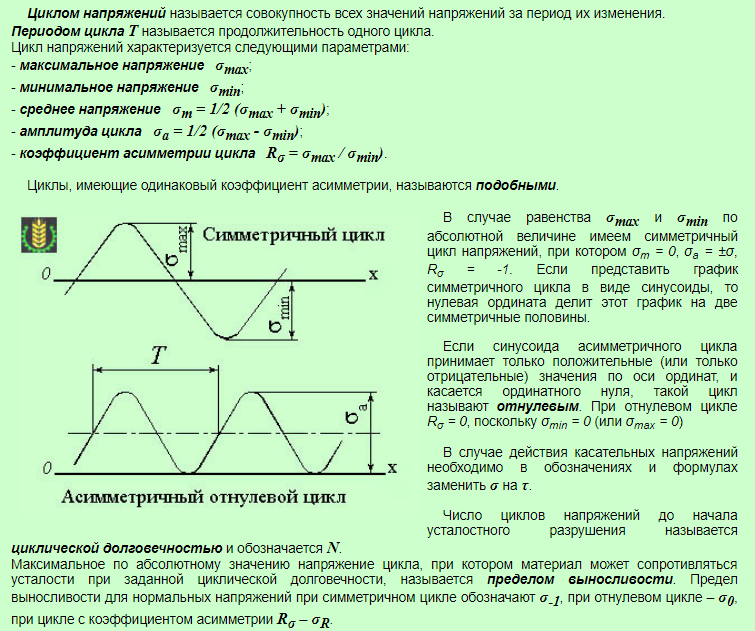 Циклом напряжений называется совокупность всех значений напряжений за период их изменения.
Периодом цикла T называется продолжительность одного цикла.
Цикл напряжений характеризуется следующими параметрами:
- максимальное напряжение σmax;
- минимальное напряжение σmin;
- среднее напряжение σm = 1/2 (σmax + σmin);
- амплитуда цикла σa = 1/2 (σmax - σmin);
- коэффициент асимметрии цикла Rσ = σmax / σmin).
Циклы, имеющие одинаковый коэффициент асимметрии, называются подобными.
Симметричный цикл
σmax
0
x
σmin
T
σa
0
x
Асимметричный отнулевой цикл
В случае равенства σmax и σmin по
абсолютной величине имеем симметричный
цикл напряжений, при котором σm = 0, σa = ±σ,
Rσ = -1. Если представить график
симметричного цикла в виде синусоиды, то
нулевая ордината делит этот график на две
симметричные половины.
Если синусоида асимметричного цикла
принимает только положительные (или только
отрицательные) значения по оси ординат, и
касается ординатного нуля, такой цикл
называют отнулевым. При отнулевом цикле
Rσ = 0, поскольку σmin = 0 (или σmax = 0)
В случае действия касательных напряжений
необходимо в обозначениях и формулах
заменить σ на τ.
Число циклов напряжений до начала
усталостного разрушения называется
циклической долговечностью и обозначается N.
Максимальное по абсолютному значению напряжение цикла, при котором материал может сопротивляться
усталости при заданной циклической долговечности, называется пределом выносливости. Предел
выносливости для нормальных напряжений при симметричном цикле обозначают σ-1, при отнулевом цикле – σ0,
при цикле с коэффициентом асимметрии Rσ – σR.